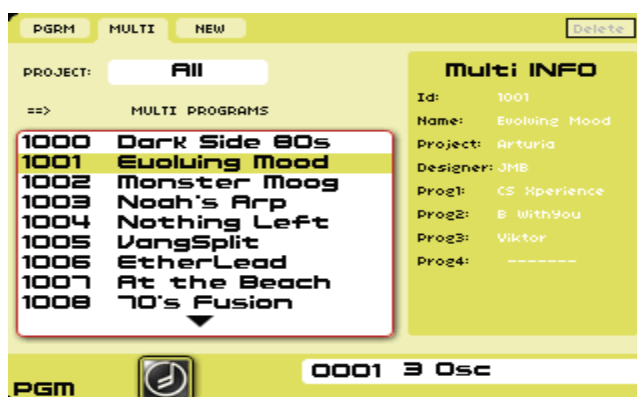 PGRM MULTI NEW Delete
PROJECT: All
==> MULTI PROGRAMS
1000 Dark Side 80s
1001 Evolving Mood
1002 Monster Moog
1003 Noah's Arp
1004 Nothing Left
1005 VangSplit
1006 EtherLead
1007 At the Beach
1008 70's Fusion
Multi INFO
Id: 1001
Name: Evolving Mood
Project: Arturia
Designer: JMB
Prog1: CS Xperience
Prog2: B WithYou
Prog3: Viktor
Prog4: -------
PGM 0001 3 Osc